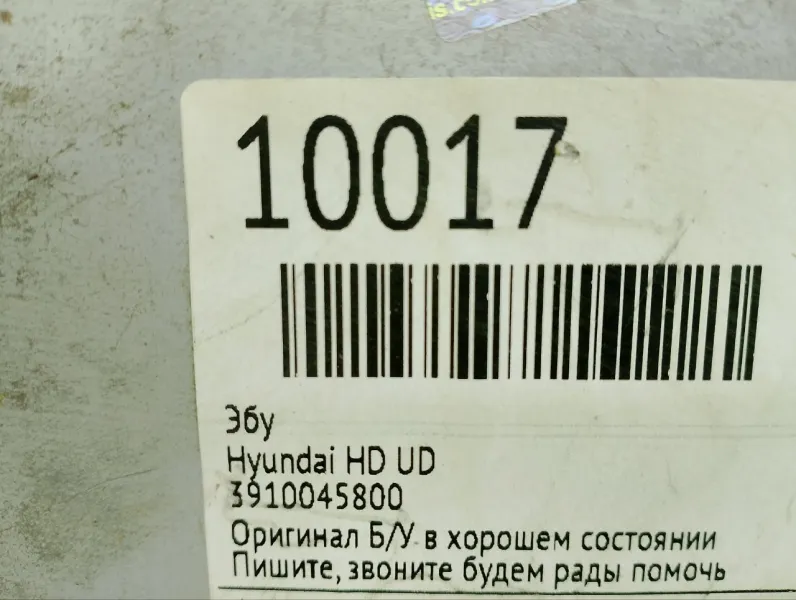 10017
Эбу
Hyundai HD UD
3910045800
Оригинал Б/У в хорошем состоянии
Пишите, звоните будем рады помочь